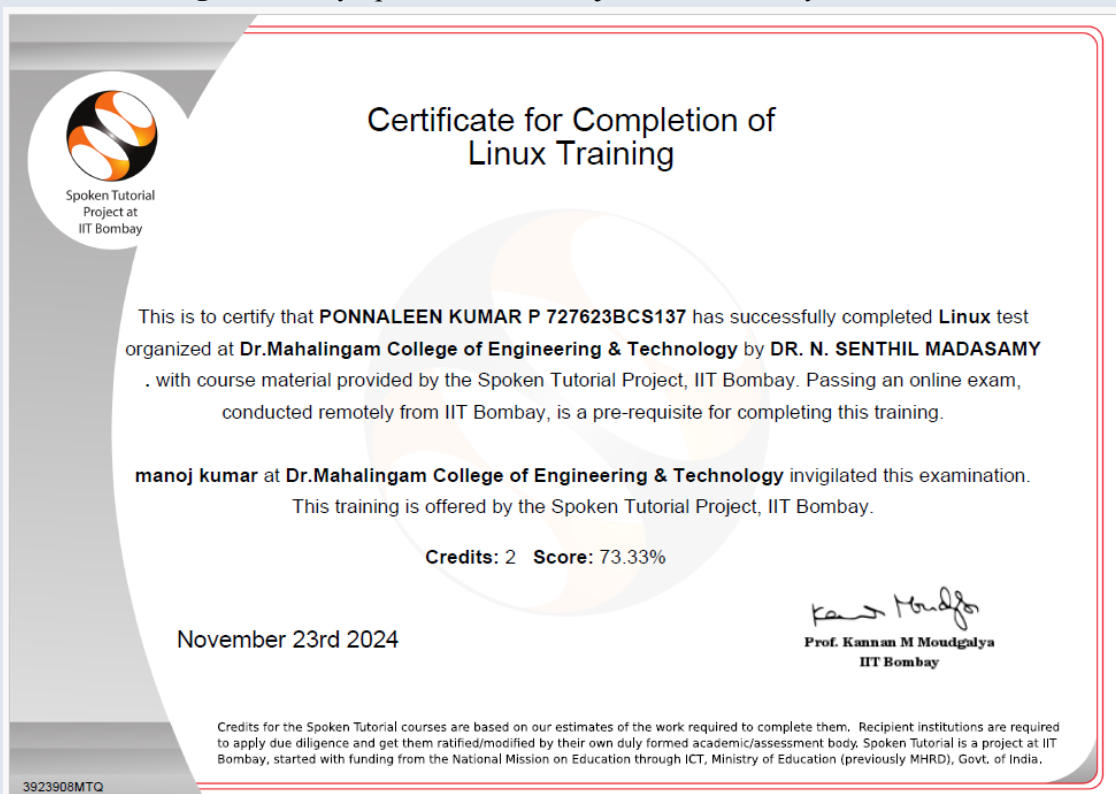 Spoken Tutorial
Project at
IIT Bombay
Certificate for Completion of
Linux Training
This is to certify that PONNALEEN KUMAR P 727623BCS137 has successfully completed Linux test
organized at Dr.Mahalingam College of Engineering & Technology by DR. N. SENTHIL MADASAMY
. with course material provided by the Spoken Tutorial Project, IIT Bombay. Passing an online exam,
conducted remotely from IIT Bombay, is a pre-requisite for completing this training.
manoj kumar at Dr.Mahalingam College of Engineering & Technology invigilated this examination.
This training is offered by the Spoken Tutorial Project, IIT Bombay.
Credits: 2 Score: 73.33%
November 23rd 2024
Prof. Kannan M Moudgalya
IIT Bombay
Credits for the Spoken Tutorial courses are based on our estimates of the work required to complete them. Recipient institutions are required
to apply due diligence and get them ratified/modified by their own duly formed academic/assessment body. Spoken Tutorial is a project at IIT
Bombay, started with funding from the National Mission on Education through ICT, Ministry of Education (previously MHRD), Govt. of India.
3923908MTQ